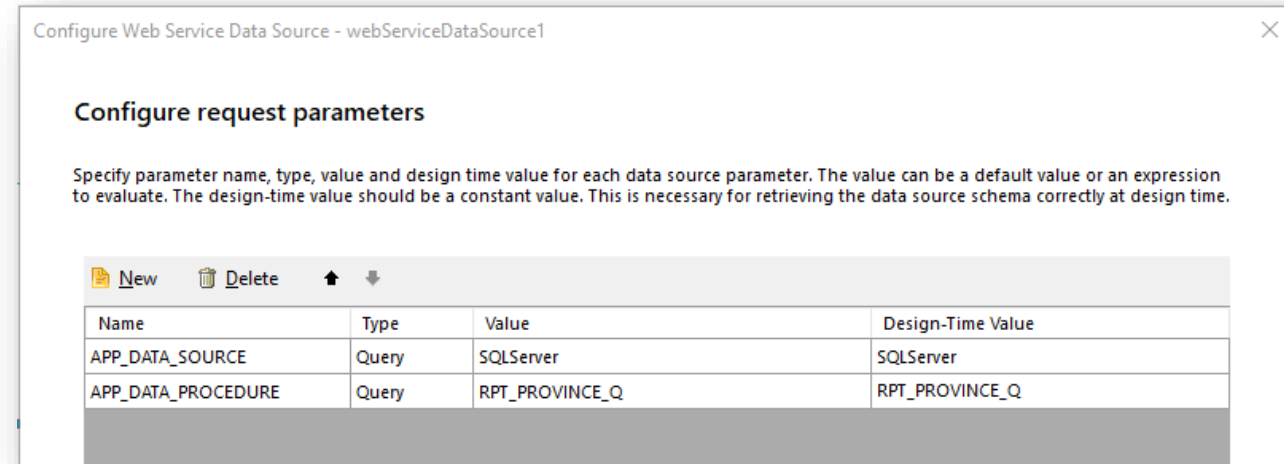 Configure Web Service Data Source - webServiceDataSource1
Configure request parameters
Specify parameter name, type, value and design time value for each data source parameter. The value can be a default value or an expression
to evaluate. The design-time value should be a constant value. This is necessary for retrieving the data source schema correctly at design time.
New Delete
Name Type Value Design-Time Value
APP_DATA_SOURCE Query SQLServer SQLServer
APP_DATA_PROCEDURE Query RPT_PROVINCE_Q RPT_PROVINCE_Q